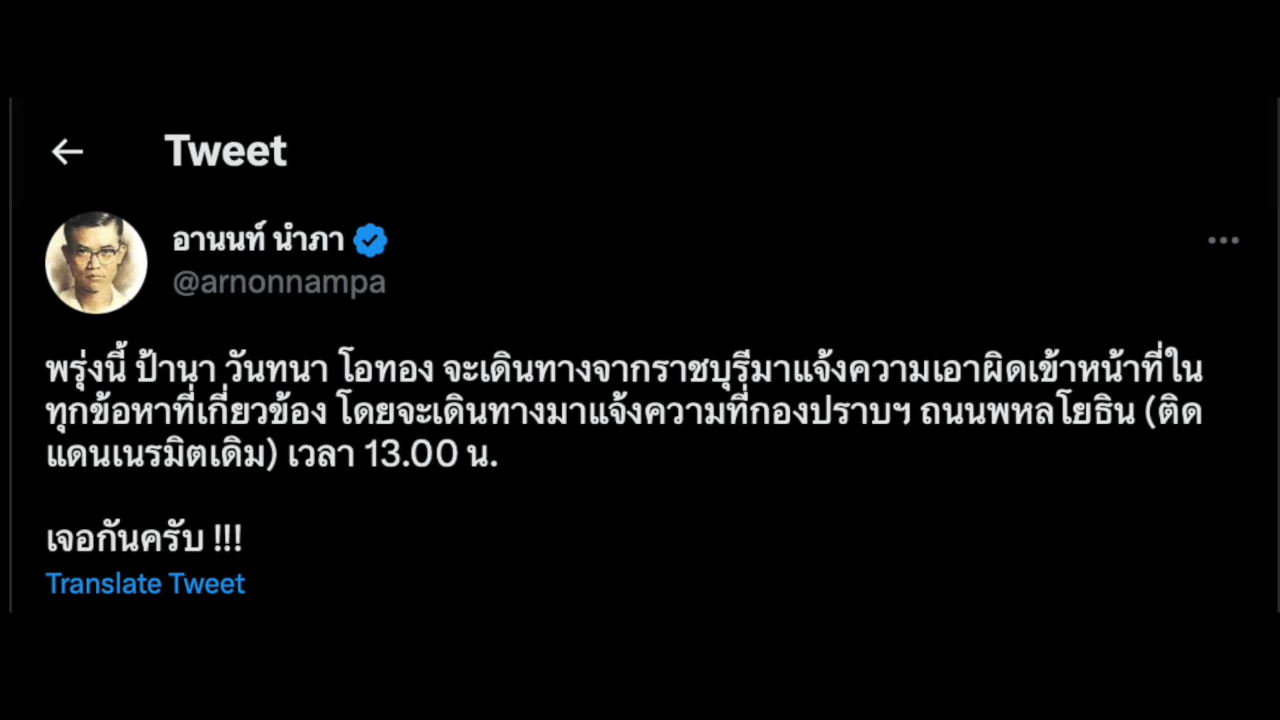 Tweet
อานนท์ นำภา
@arnonnampa
พรุ่งนี้ ป้านา วันทนา โอทอง จะเดินทางจากราชบุรีมาแจ้งความเอาผิดเข้าหน้าที่ใน
ทุกข้อหาที่เกี่ยวข้อง โดยจะเดินทางมาแจ้งความที่กองปราบฯ ถนนพหลโยธิน (ติด
แดนเนรมิตเดิม) เวลา 13.00 น.
เจอกันครับ !!!
Translate Tweet